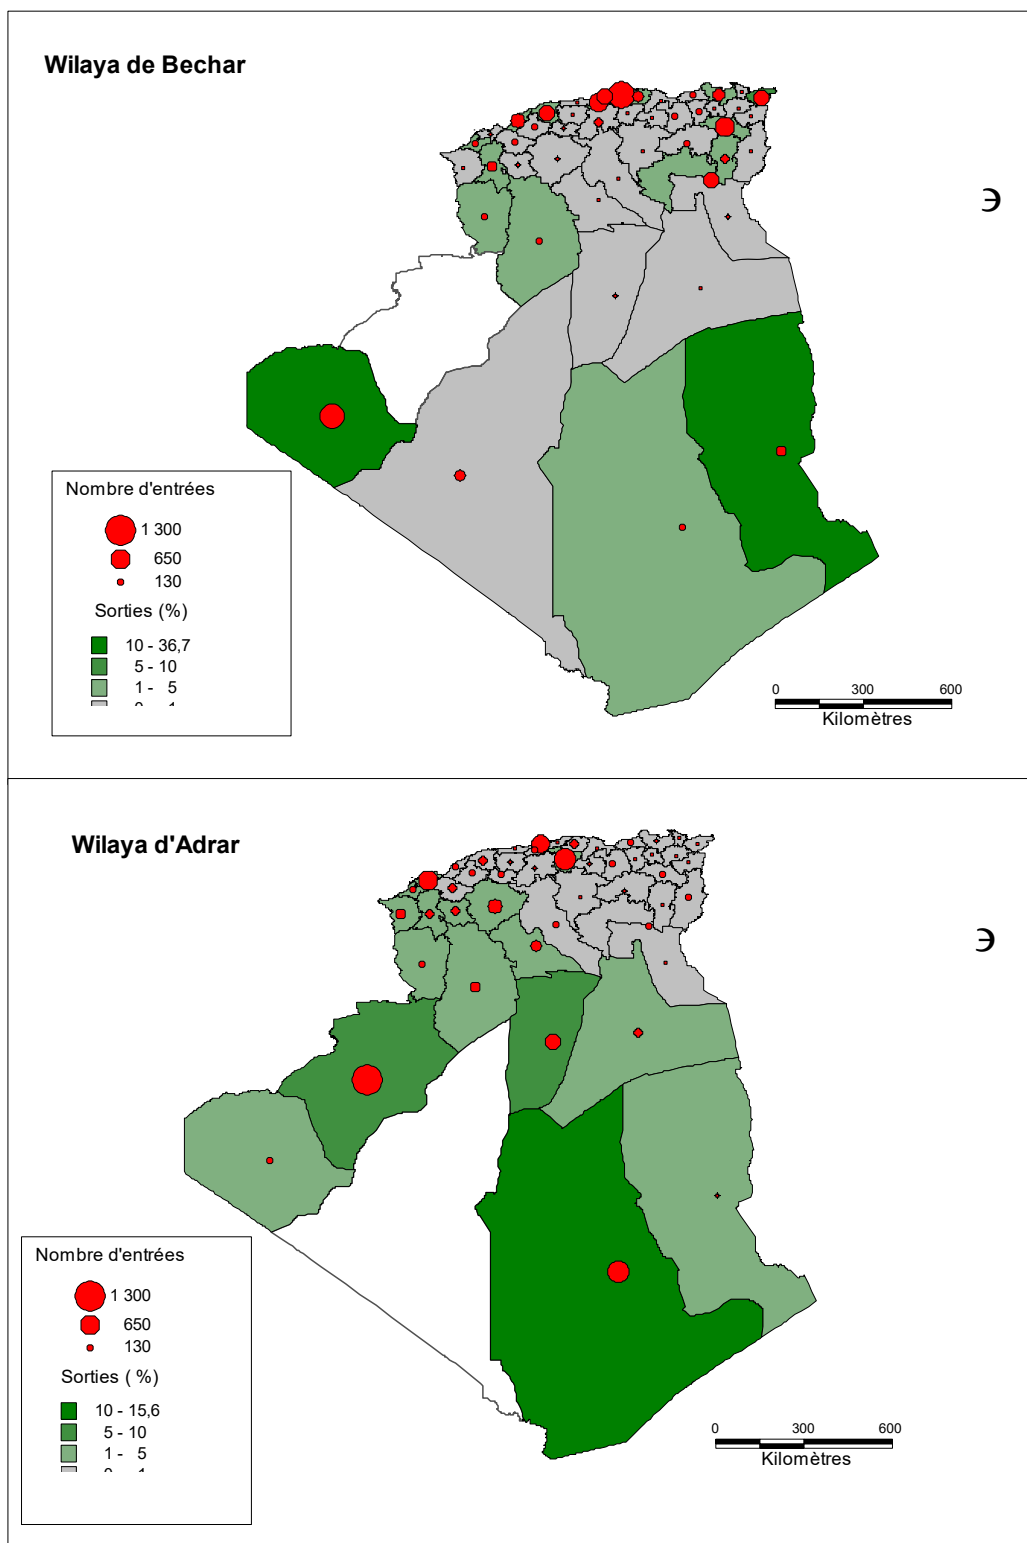 Wilaya de Bechar
Nombre d'entrées
1 300
650
130
Sorties (%)
10 - 36,7
5 - 10
1 - 5
0 300 600
Kilomètres
Wilaya d'Adrar
Nombre d'entrées
1 300
650
130
Sorties ( %)
10 - 15,6
5 - 10
1 - 5
0 300 600
Kilomètres